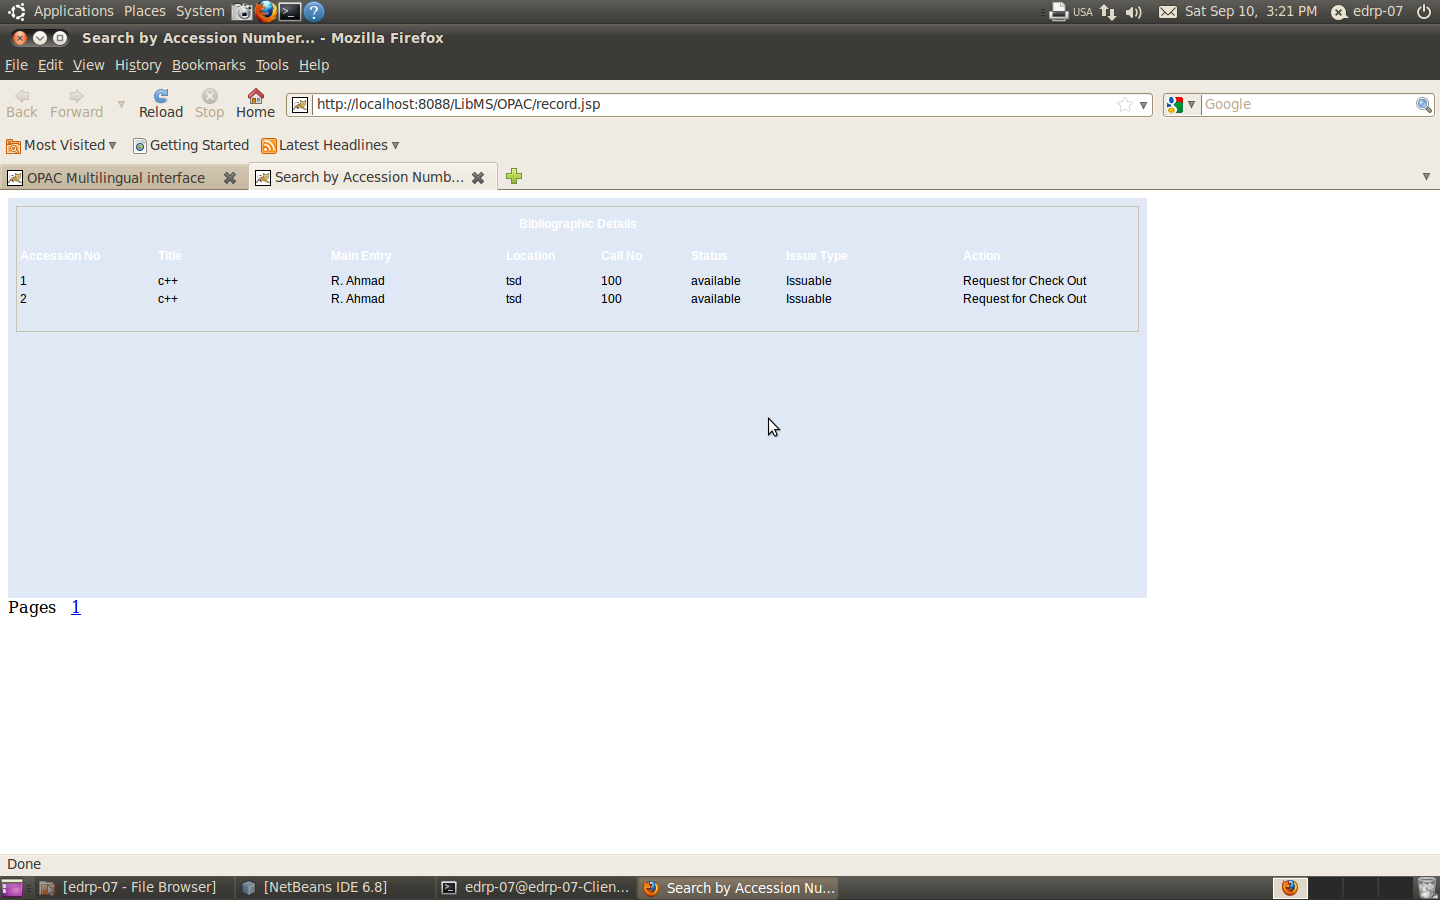 Applications Places System USA Sat Sep 10, 3:21 PM edrp-07
Search by Accession Number... - Mozilla Firefox
File Edit View History Bookmarks Tools Help
Back Forward Reload Stop Home http://localhost:8088/LibMS/OPAC/record.jsp Google
Most Visited Getting Started Latest Headlines
OPAC Multilingual interface Search by Accession Numb...
Bibliographic Details
Accession No Title Main Entry Location Call No Status Issue Type Action
1 c++ R. Ahmad tsd 100 available Issuable Request for Check Out
2 c++ R. Ahmad tsd 100 available Issuable Request for Check Out
Pages 1
Done
[edrp-07 - File Browser] [NetBeans IDE 6.8] edrp-07@edrp-07-Clien... Search by Accession Nu...